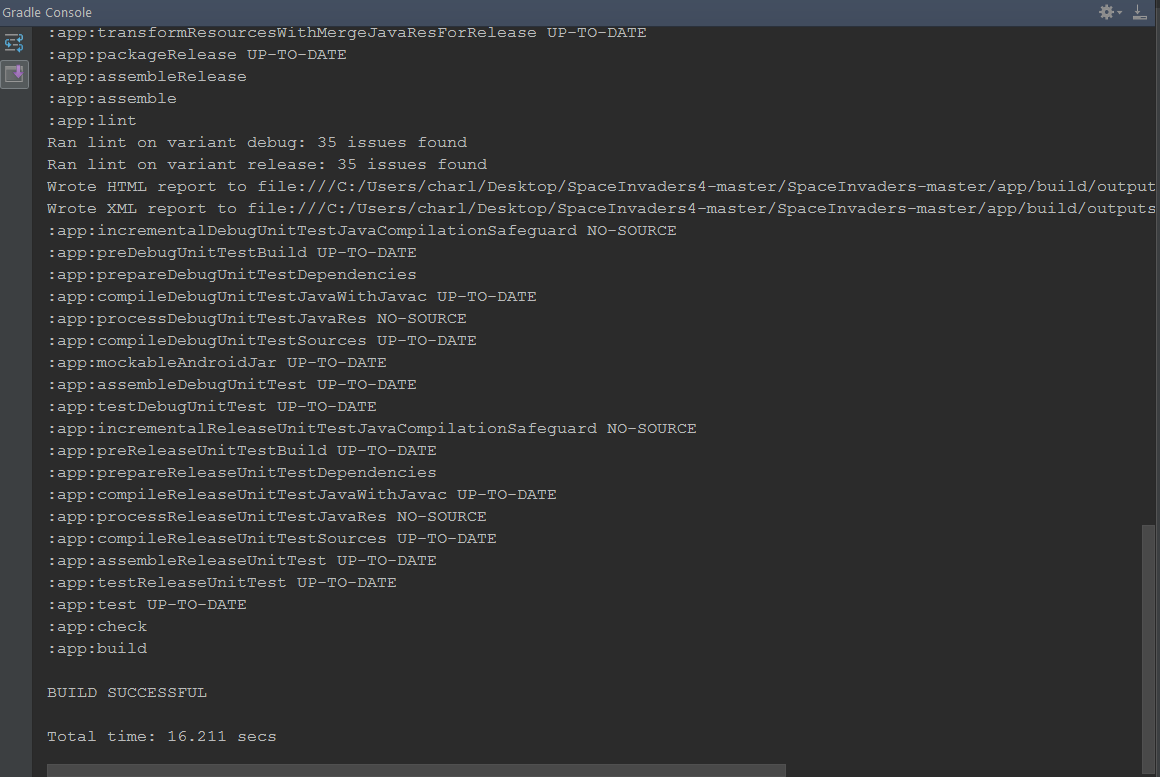 Gradle Console
:app:transformResourcesWithMergeJavaResForRelease UP-TO-DATE
:app:packageRelease UP-TO-DATE
:app:assembleRelease
:app:assemble
:app:lint
Ran lint on variant debug: 35 issues found
Ran lint on variant release: 35 issues found
Wrote HTML report to file:///C:/Users/charl/Desktop/SpaceInvaders4-master/SpaceInvaders-master/app/build/output
Wrote XML report to file:///C:/Users/charl/Desktop/SpaceInvaders4-master/SpaceInvaders-master/app/build/outputs
:app:incrementalDebugUnitTestJavaCompilationSafeguard NO-SOURCE
:app:preDebugUnitTestBuild UP-TO-DATE
:app:prepareDebugUnitTestDependencies
:app:compileDebugUnitTestJavaWithJavac UP-TO-DATE
:app:processDebugUnitTestJavaRes NO-SOURCE
:app:compileDebugUnitTestSources UP-TO-DATE
:app:mockableAndroidJar UP-TO-DATE
:app:assembleDebugUnitTest UP-TO-DATE
:app:testDebugUnitTest UP-TO-DATE
:app:incrementalReleaseUnitTestJavaCompilationSafeguard NO-SOURCE
:app:preReleaseUnitTestBuild UP-TO-DATE
:app:prepareReleaseUnitTestDependencies
:app:compileReleaseUnitTestJavaWithJavac UP-TO-DATE
:app:processReleaseUnitTestJavaRes NO-SOURCE
:app:compileReleaseUnitTestSources UP-TO-DATE
:app:assembleReleaseUnitTest UP-TO-DATE
:app:testReleaseUnitTest UP-TO-DATE
:app:test UP-TO-DATE
:app:check
:app:build
BUILD SUCCESSFUL
Total time: 16.211 secs